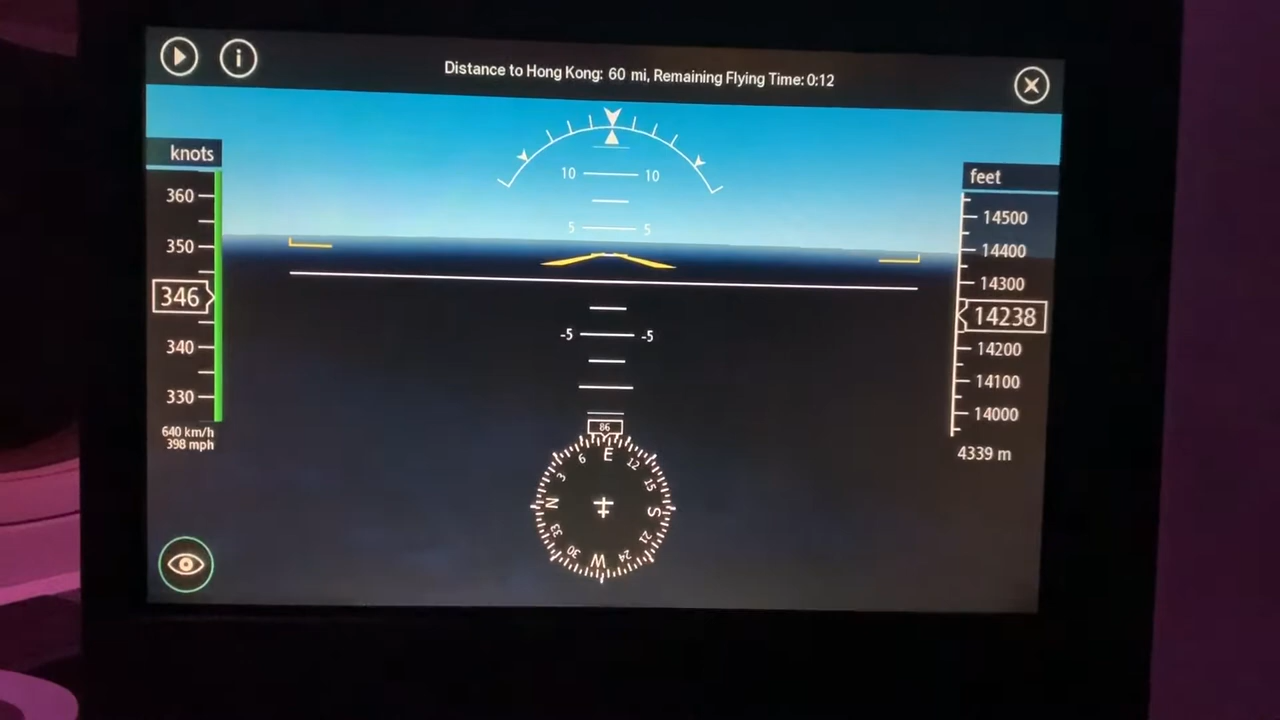 Distance to Hong Kong: 60 mi, Remaining Flying Time: 0:12
knots
360
350
346
340
330
640 km/h
398 mph
10 10
5 5
-5 -5
86
N
3
6
E
12
15
S
21
24
W
30
33
feet
14500
14400
14300
14238
14200
14100
14000
4339 m